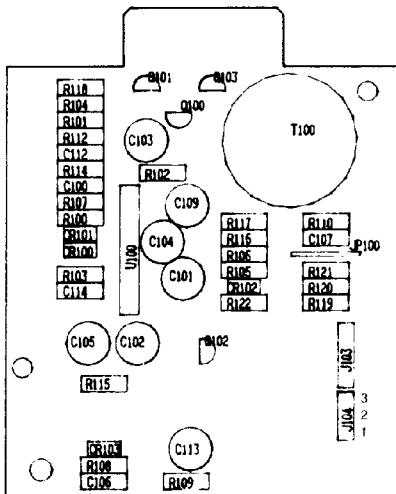 Q101
Q103
Q100
R118
R104
R101
R112
C112
R114
C100
R107
R100
CR101
CR100
R103
C114
C103
R102
T100
C109
C104
C101
U100
R117
R116
R106
R105
CR102
R122
R110
C107
JP100
R121
R120
R119
C105
C102
Q102
J103
J104
3
2
1
R115
CR103
R108
C106
C113
R109